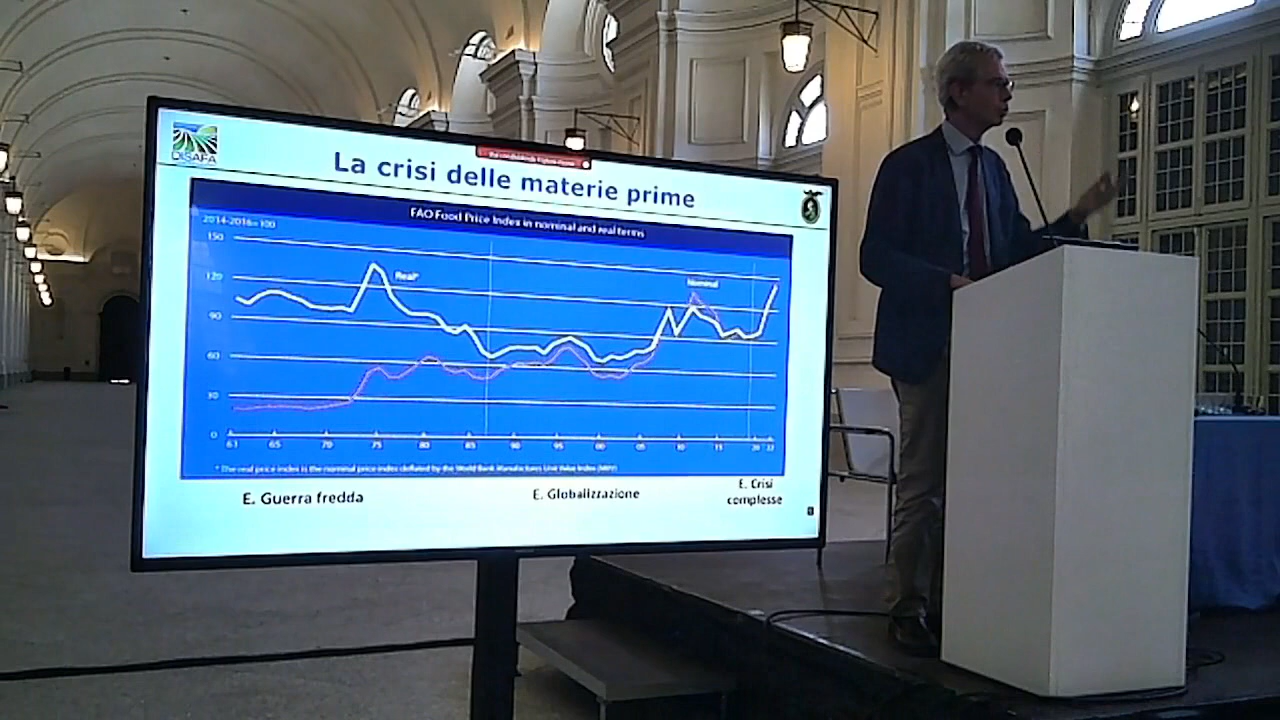 DISAFA
La crisi delle materie prime
FAO Food Price Index in nominal and real terms
2014-2016=100
150
120
90
60
30
0
Real*
Nominal
61 65 70 75 80 85 90 95 00 05 10 15 20 22
* The real price index is the nominal price index deflated by the World Bank Manufactures Unit Value Index (MUV)
E. Guerra fredda
E. Globalizzazione
E. Crisi
complesse